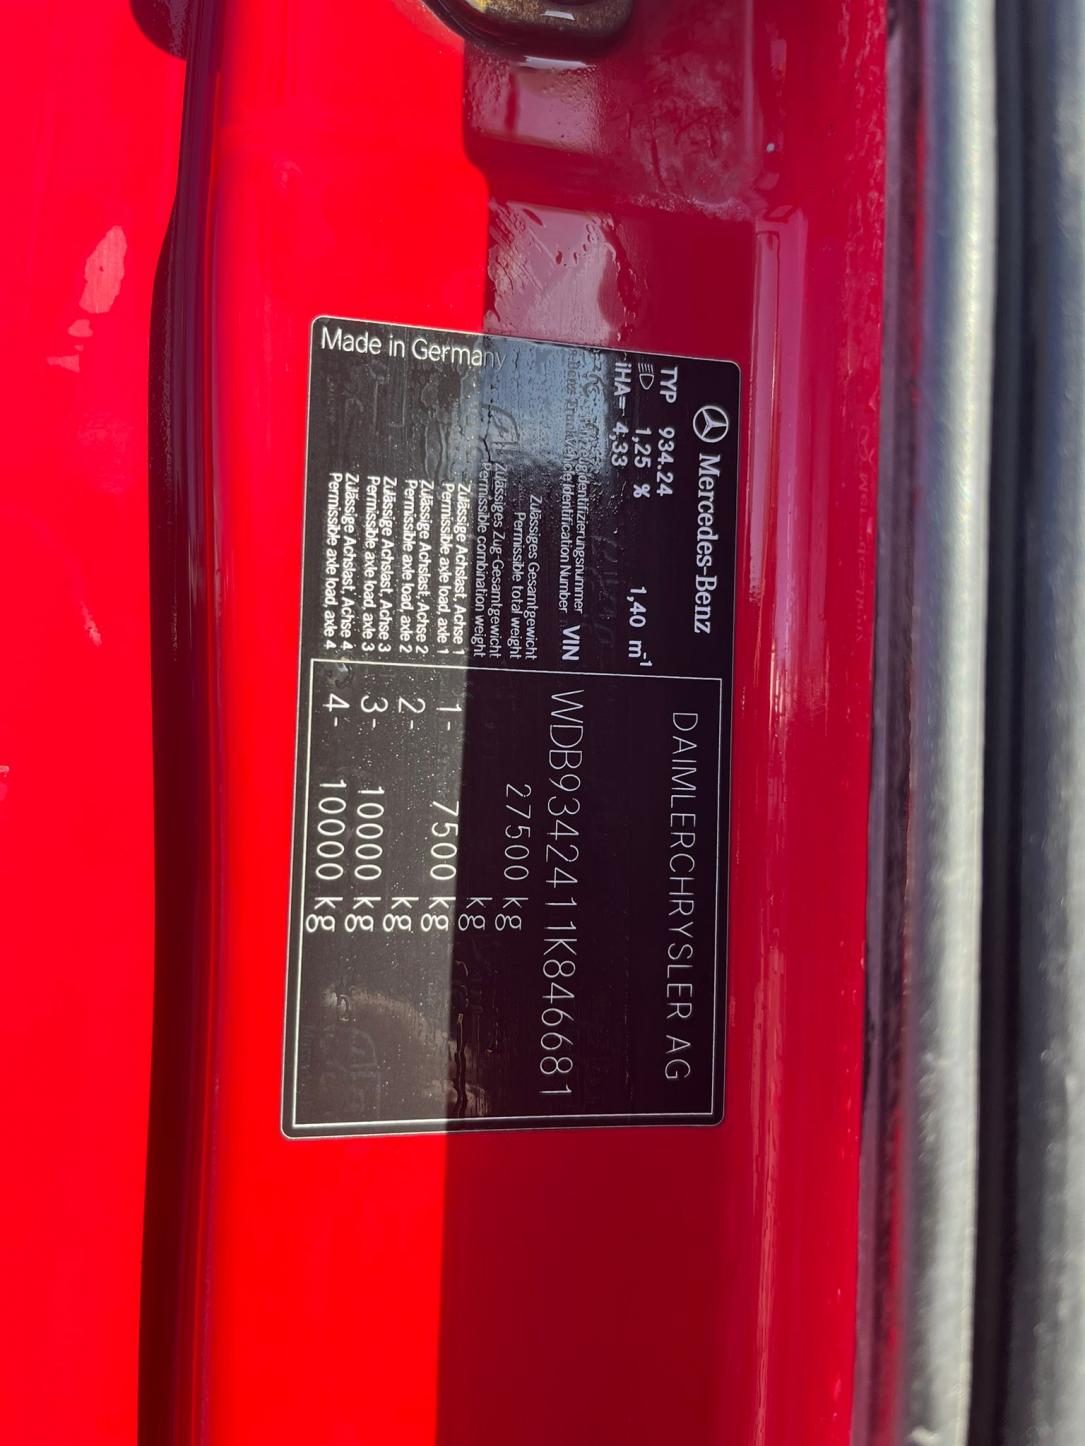 Mercedes-Benz
DAIMLERCHRYSLER AG
TYP 934.24
1,25 % 1,40 m⁻¹
iHA= 4,33
Fahrzeugidentifizierungsnummer
Vehicle Identification Number VIN WDB9342411K846681
Zulässiges Gesamtgewicht
Permissible total weight 27500 kg
Zulässiges Zug-Gesamtgewicht
Permissible combination weight kg
Zulässige Achslast, Achse 1
Permissible axle load, axle 1 1- 7500 kg
Zulässige Achslast, Achse 2
Permissible axle load, axle 2 2- kg
Zulässige Achslast, Achse 3
Permissible axle load, axle 3 3- 10000 kg
Zulässige Achslast, Achse 4
Permissible axle load, axle 4 4- 10000 kg
Made in Germany